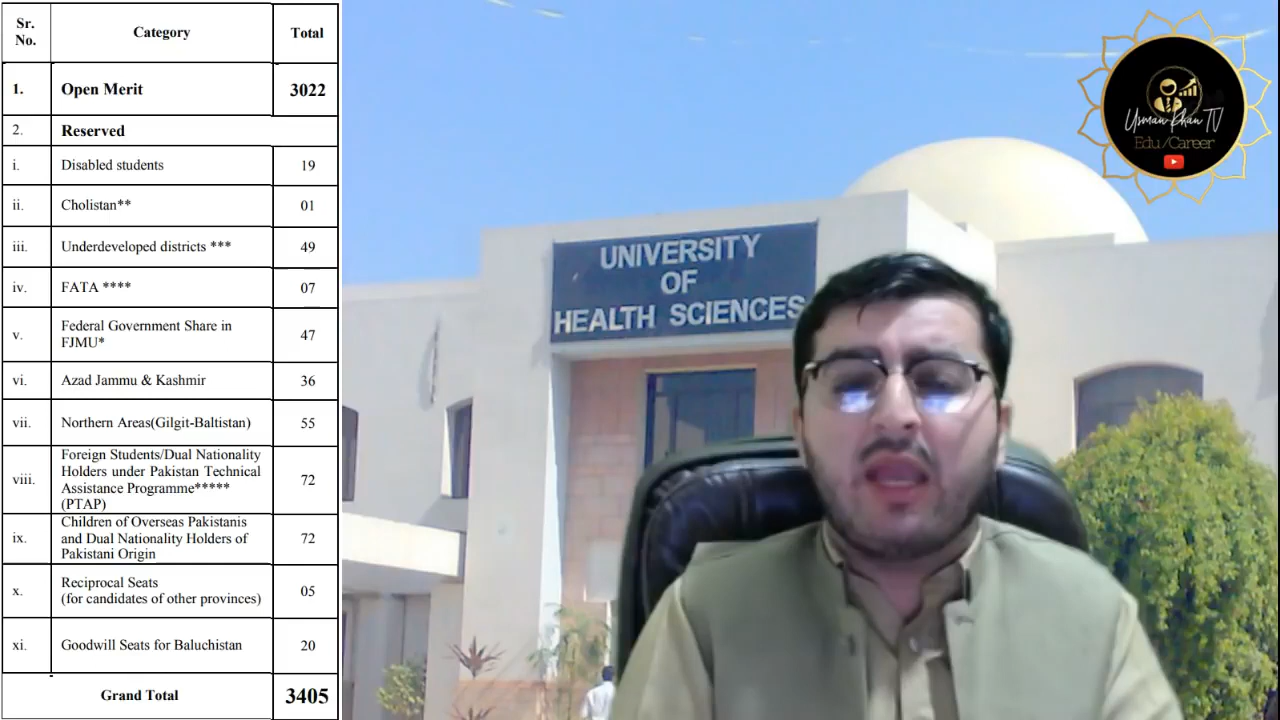 Sr. No.
Category
Total
1.
Open Merit
3022
2.
Reserved
i.
Disabled students
19
ii.
Cholistan**
01
iii.
Underdeveloped districts ***
49
iv.
FATA ****
07
v.
Federal Government Share in
FJMU*
47
vi.
Azad Jammu & Kashmir
36
vii.
Northern Areas(Gilgit-Baltistan)
55
viii.
Foreign Students/Dual Nationality
Holders under Pakistan Technical
Assistance Programme*****
(PTAP)
72
ix.
Children of Overseas Pakistanis
and Dual Nationality Holders of
Pakistani Origin
72
x.
Reciprocal Seats
(for candidates of other provinces)
05
xi.
Goodwill Seats for Baluchistan
20
Grand Total
3405
UNIVERSITY
OF
HEALTH SCIENCES
Usman Khan TV
Edu/Career